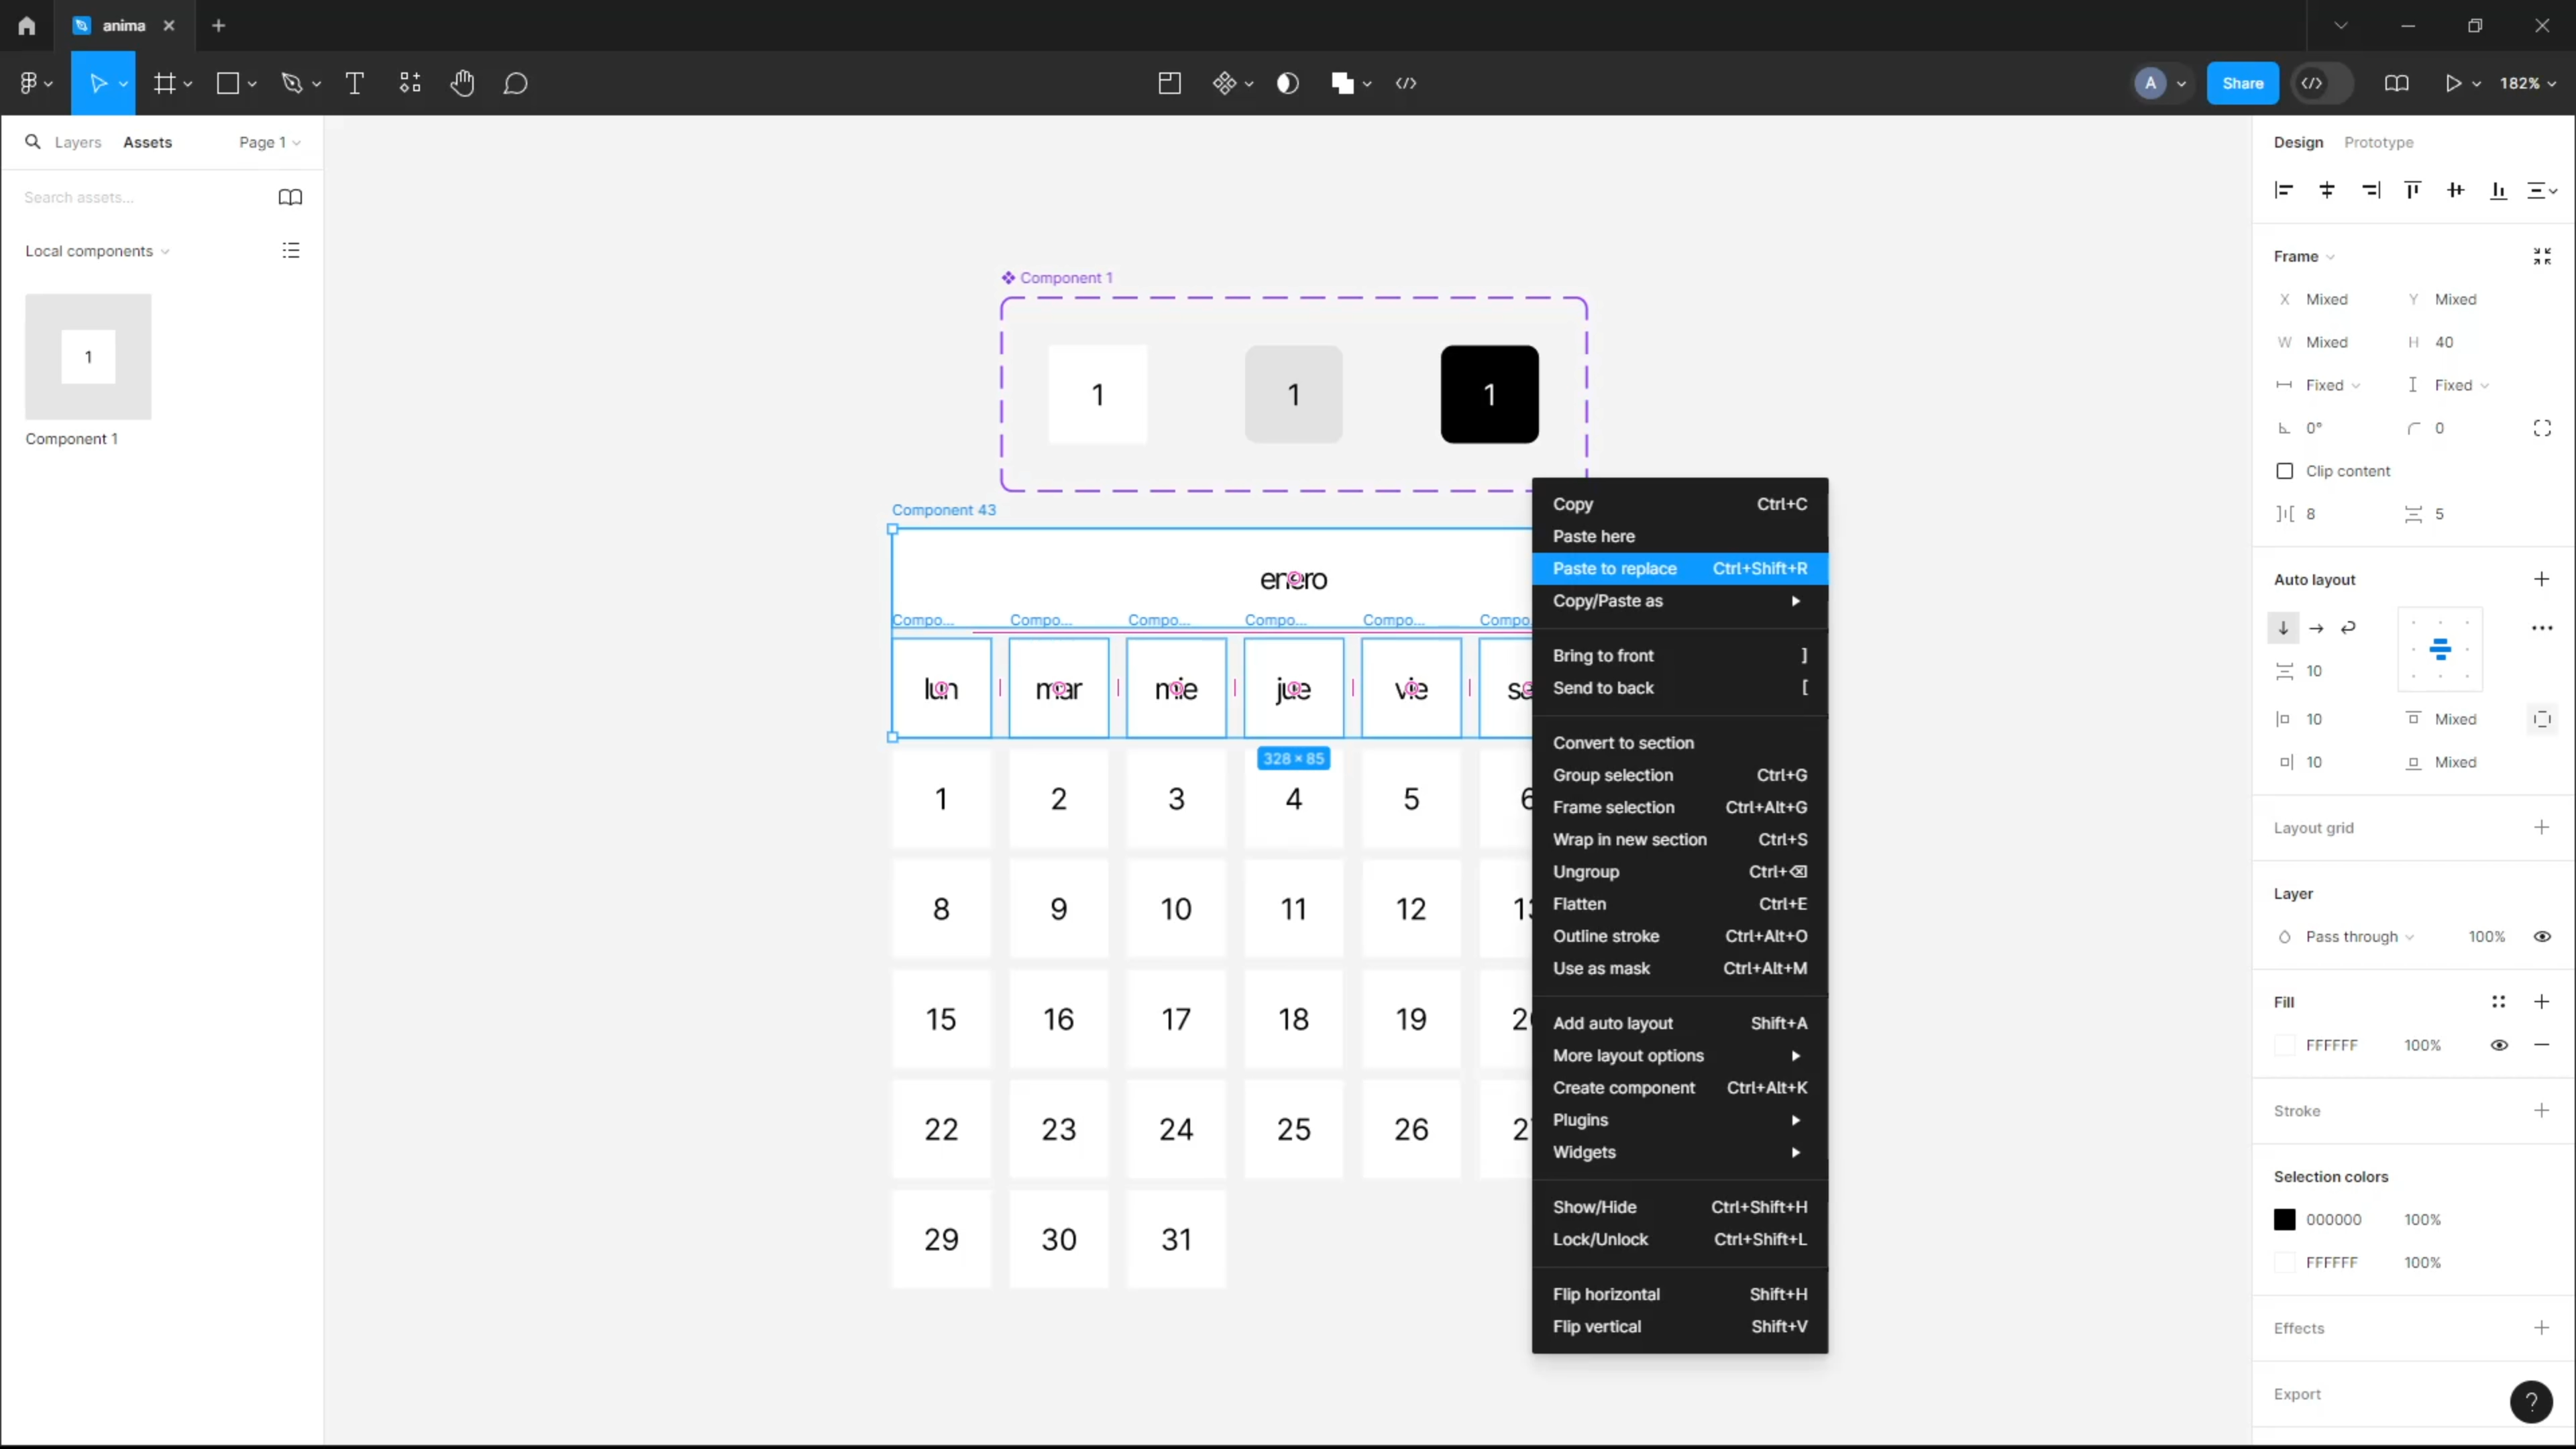 anima
A
Share
182%
Layers Assets Page 1
Search assets...
Local components
1
Component 1
Component 1
1 1 1
Component 43
enero
Compo... Compo... Compo... Compo... Compo... Compo
lun mar mie jue vie
328 × 85
1 2 3 4 5 6
8 9 10 11 12
15 16 17 18 19
22 23 24 25 26
29 30 31
Copy Ctrl+C
Paste here
Paste to replace Ctrl+Shift+R
Copy/Paste as
Bring to front ]
Send to back [
Convert to section
Group selection Ctrl+G
Frame selection Ctrl+Alt+G
Wrap in new section Ctrl+S
Ungroup Ctrl+⌫
Flatten Ctrl+E
Outline stroke Ctrl+Alt+O
Use as mask Ctrl+Alt+M
Add auto layout Shift+A
More layout options
Create component Ctrl+Alt+K
Plugins
Widgets
Show/Hide Ctrl+Shift+H
Lock/Unlock Ctrl+Shift+L
Flip horizontal Shift+H
Flip vertical Shift+V
Design Prototype
Frame
X Mixed Y Mixed
W Mixed H 40
Fixed Fixed
0° 0
Clip content
8 5
Auto layout
10
10 Mixed
10 Mixed
Layout grid
Layer
Pass through 100%
Fill
FFFFFF 100%
Stroke
Selection colors
000000 100%
FFFFFF 100%
Effects
Export
?